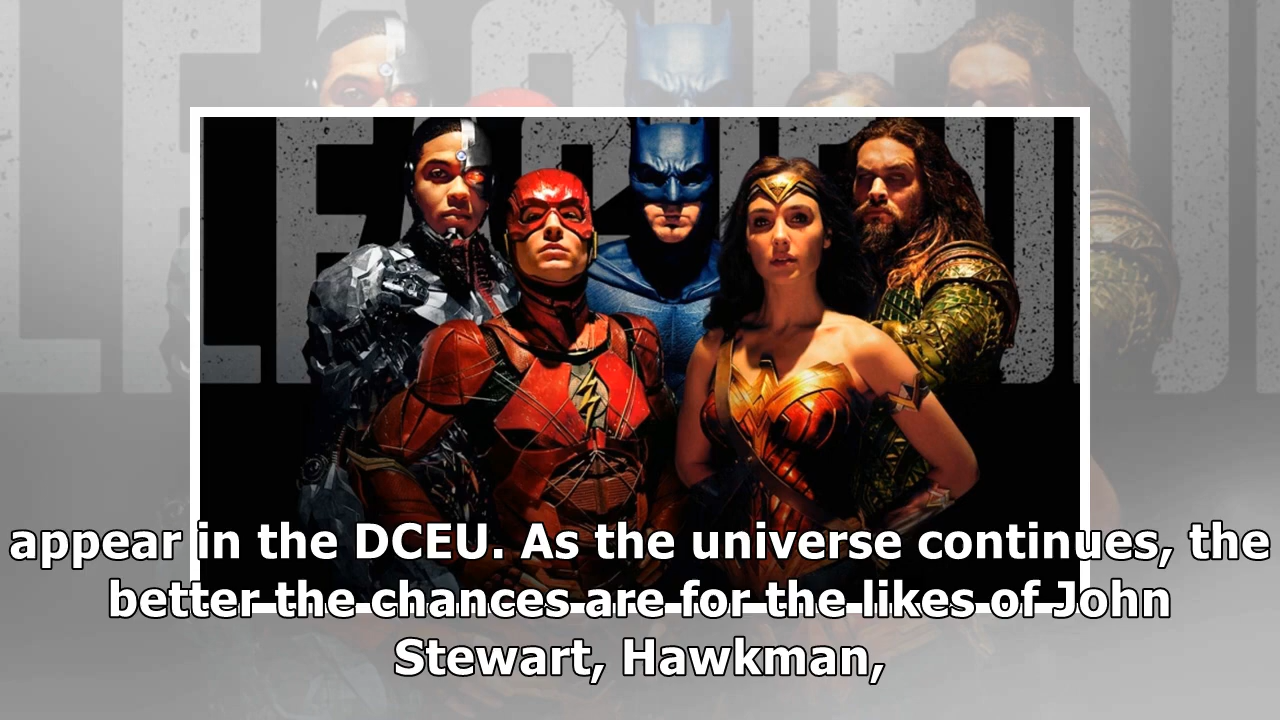 LEAGUE
appear in the DCEU. As the universe continues, the
better the chances are for the likes of John
Stewart, Hawkman,